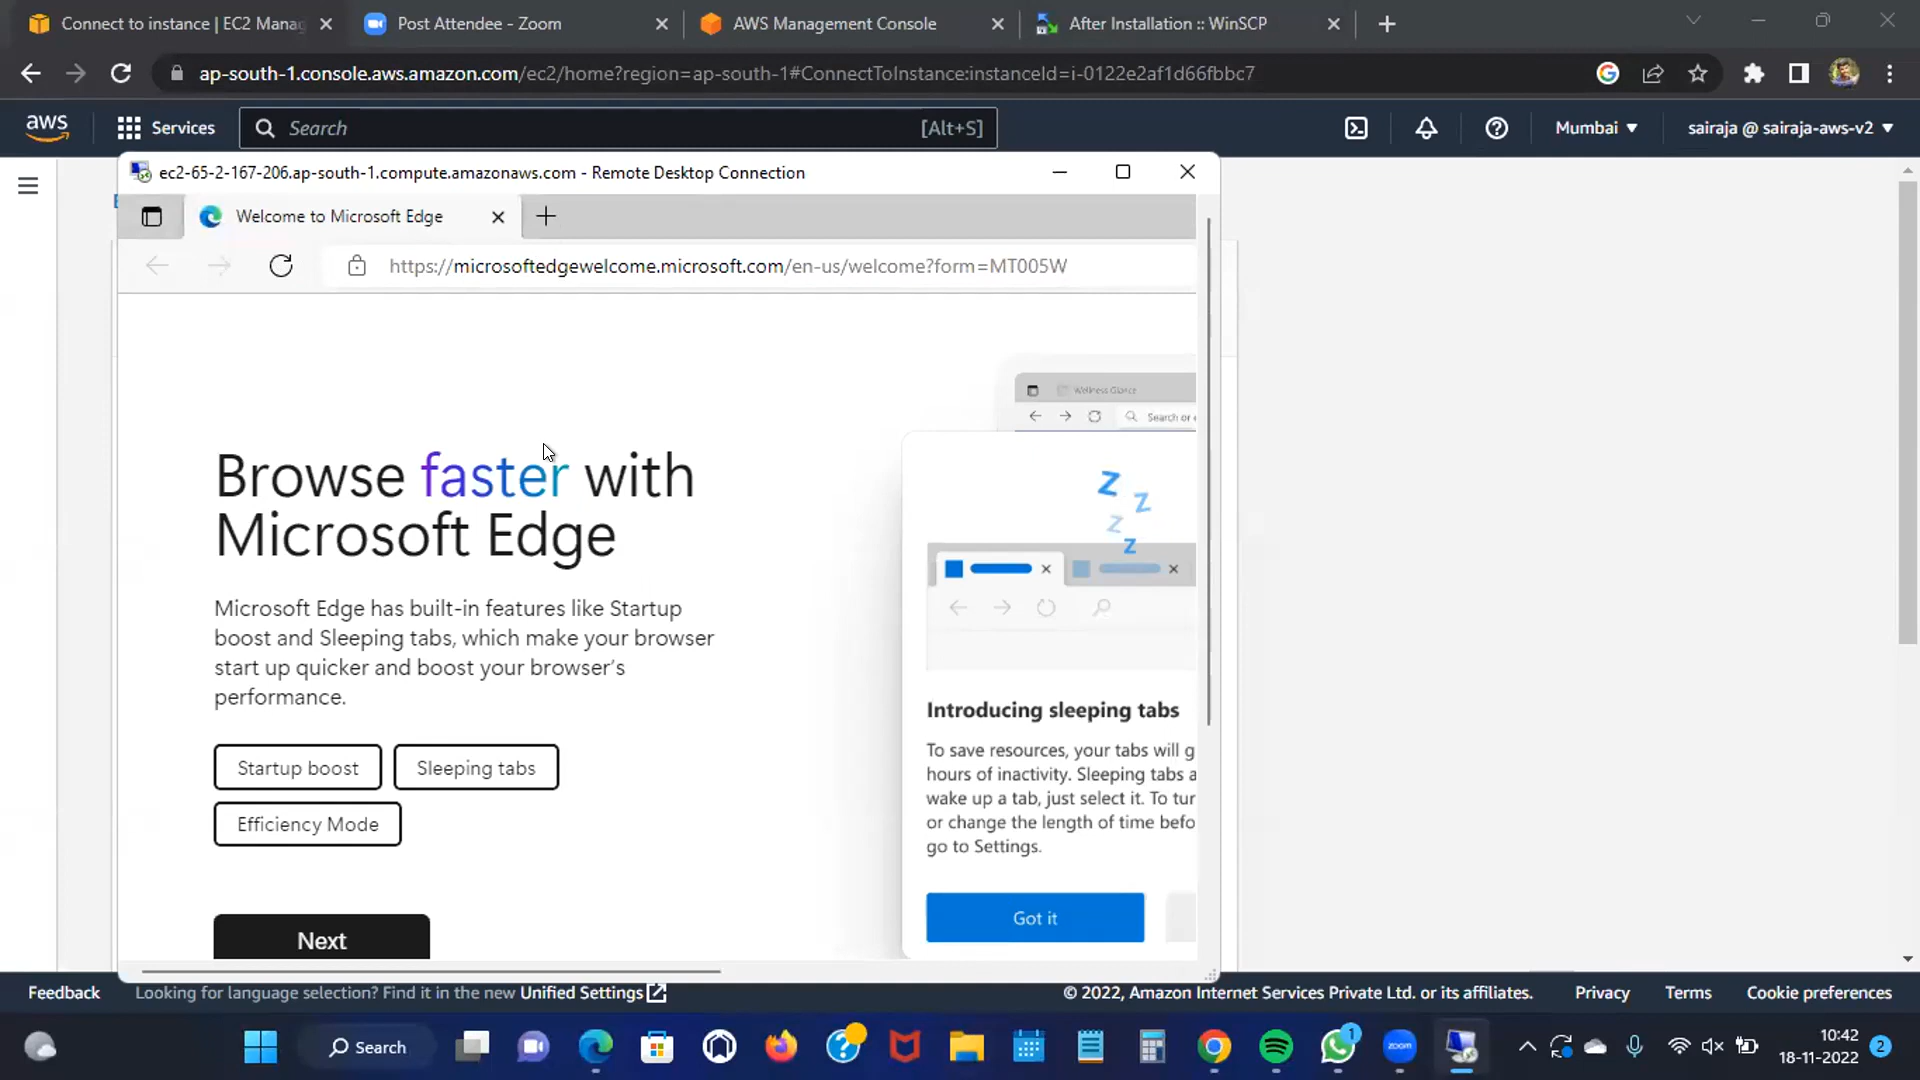 Connect to instance | EC2 Manag
Post Attendee - Zoom
AWS Management Console
After Installation :: WinSCP
ap-south-1.console.aws.amazon.com/ec2/home?region=ap-south-1#ConnectToInstance:instanceId=i-0122e2af1d66fbbc7
aws
Services
Search
[Alt+S]
Mumbai
sairaja @ sairaja-aws-v2
ec2-65-2-167-206.ap-south-1.compute.amazonaws.com - Remote Desktop Connection
Welcome to Microsoft Edge
https://microsoftedgewelcome.microsoft.com/en-us/welcome?form=MT005W
Wellness Glance
Search or
Browse faster with
Microsoft Edge
Microsoft Edge has built-in features like Startup
boost and Sleeping tabs, which make your browser
start up quicker and boost your browser's
performance.
Startup boost
Sleeping tabs
Efficiency Mode
Next
z
z
z
z
Introducing sleeping tabs
To save resources, your tabs will g
hours of inactivity. Sleeping tabs a
wake up a tab, just select it. To tur
or change the length of time befo
go to Settings.
Got it
Feedback
Looking for language selection? Find it in the new Unified Settings
© 2022, Amazon Internet Services Private Ltd. or its affiliates.
Privacy
Terms
Cookie preferences
Search
1
zoom
10:42
18-11-2022
2